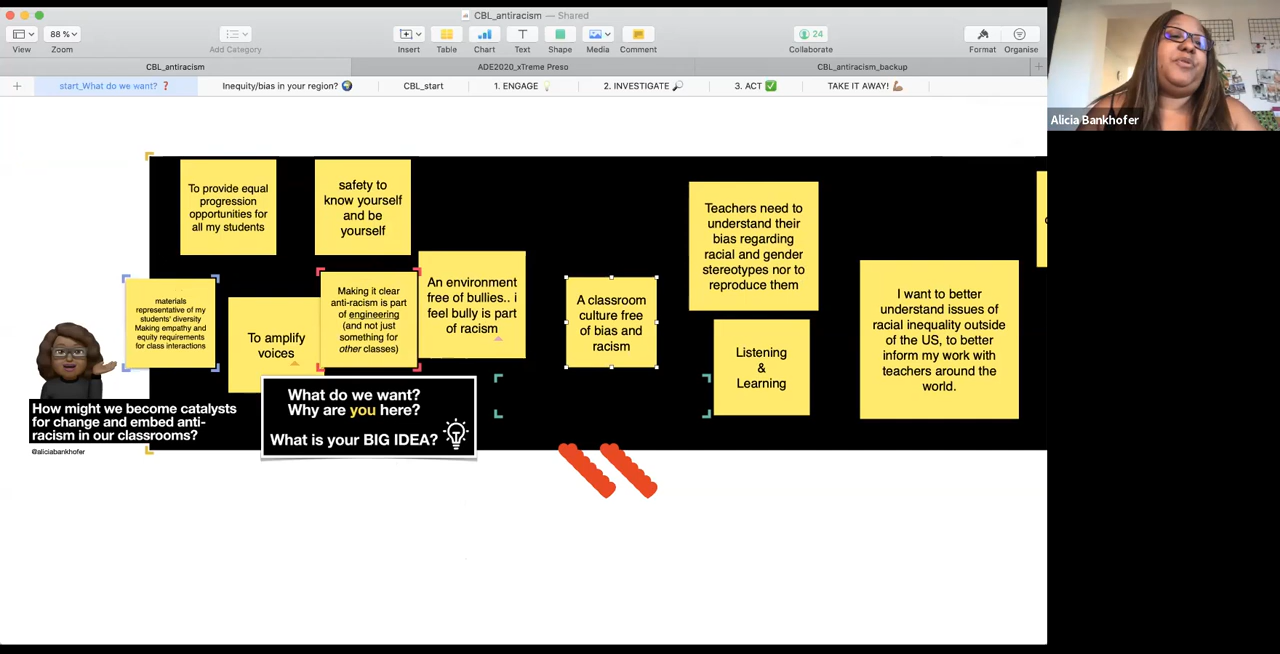 CBL_antiracism — Shared
88 %
24
View
Zoom
Add Category
Insert
Table
Chart
Text
Shape
Media
Comment
Collaborate
Format
Organise
CBL_antiracism
ADE2020_xTreme Preso
CBL_antiracism_backup
start_What do we want? ❓
Inequity/bias in your region? 🌍
CBL_start
1. ENGAGE 💡
2. INVESTIGATE 🔎
3. ACT ✅
TAKE IT AWAY! 💪🏽
Alicia Bankhofer
To provide equal
progression
opportunities for
all my students
safety to
know yourself
and be
yourself
materials
representative of my
students' diversity
Making empathy and
equity requirements
for class interactions
To amplify
voices
Making it clear
anti-racism is part
of engineering
(and not just
something for
other classes)
An environment
free of bullies.. i
feel bully is part
of racism
A classroom
culture free
of bias and
racism
Teachers need to
understand their
bias regarding
racial and gender
stereotypes nor to
reproduce them
Listening
&
Learning
I want to better
understand issues of
racial inequality outside
of the US, to better
inform my work with
teachers around the
world.
How might we become catalysts
for change and embed anti-
racism in our classrooms?
@aliciabankhofer
What do we want?
Why are you here?
What is your BIG IDEA?